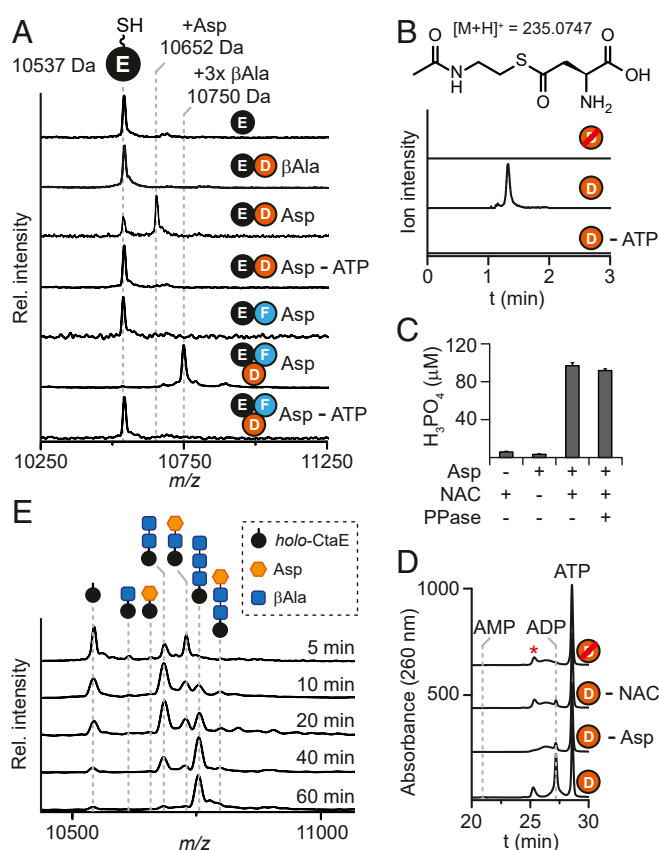 A
SH
E
10537 Da
+Asp
10652 Da
+3x βAla
10750 Da
E
E D βAla
E D Asp
E D Asp - ATP
E F Asp
E F D Asp
E F D Asp - ATP
Rel. intensity
10250 10750 11250
m/z
B
[M+H]+ = 235.0747
O
N
H
S
O
O
OH
NH2
D
D
D - ATP
Ion intensity
0 1 2 3
t (min)
C
H3PO4 (μM)
120
80
40
Asp - + + +
NAC + - + +
PPase - - - +
D
1000
500
AMP
ADP
ATP
*
D
D - NAC
D - Asp
D
Absorbance (260 nm)
20 25 30
t (min)
E
holo-CtaE
Asp
βAla
5 min
10 min
20 min
40 min
60 min
Rel. intensity
10500 11000
m/z